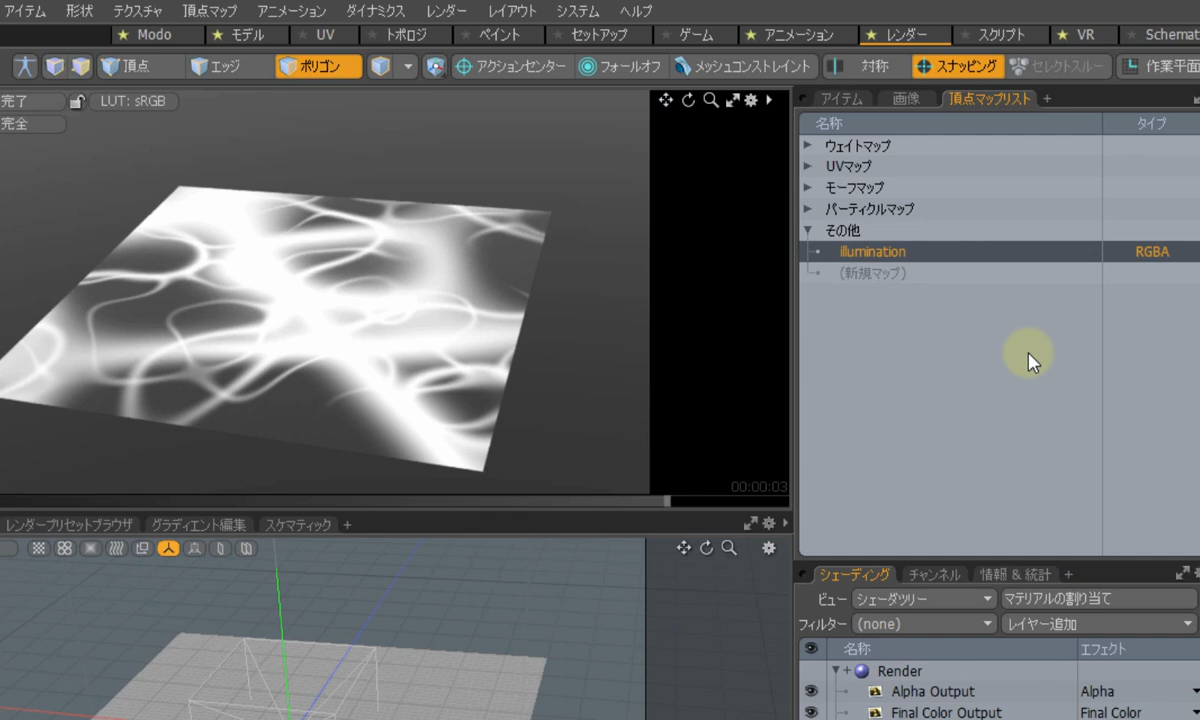 アイテム 形状 テクスチャ 頂点マップ アニメーション ダイナミクス レンダー レイアウト システム ヘルプ
Modo モデル UV トポロジ ペイント セットアップ ゲーム アニメーション レンダー スクリプト VR Schemat
頂点 エッジ ポリゴン アクションセンター フォールオフ メッシュコンストレイント 対称 スナッピング セレクトスルー 作業平面
完了 LUT: sRGB
完全
アイテム 画像 頂点マップリスト +
名称 タイプ
ウェイトマップ
UVマップ
モーフマップ
パーティクルマップ
その他
illumination RGBA
(新規マップ)
00:00:03
レンダープリセットブラウザ グラディエント編集 スケマティック +
シェーディング チャンネル 情報 & 統計 +
ビュー シェーダツリー マテリアルの割り当て
フィルター (none) レイヤー追加
名称 エフェクト
Render
Alpha Output Alpha
Final Color Output Final Color